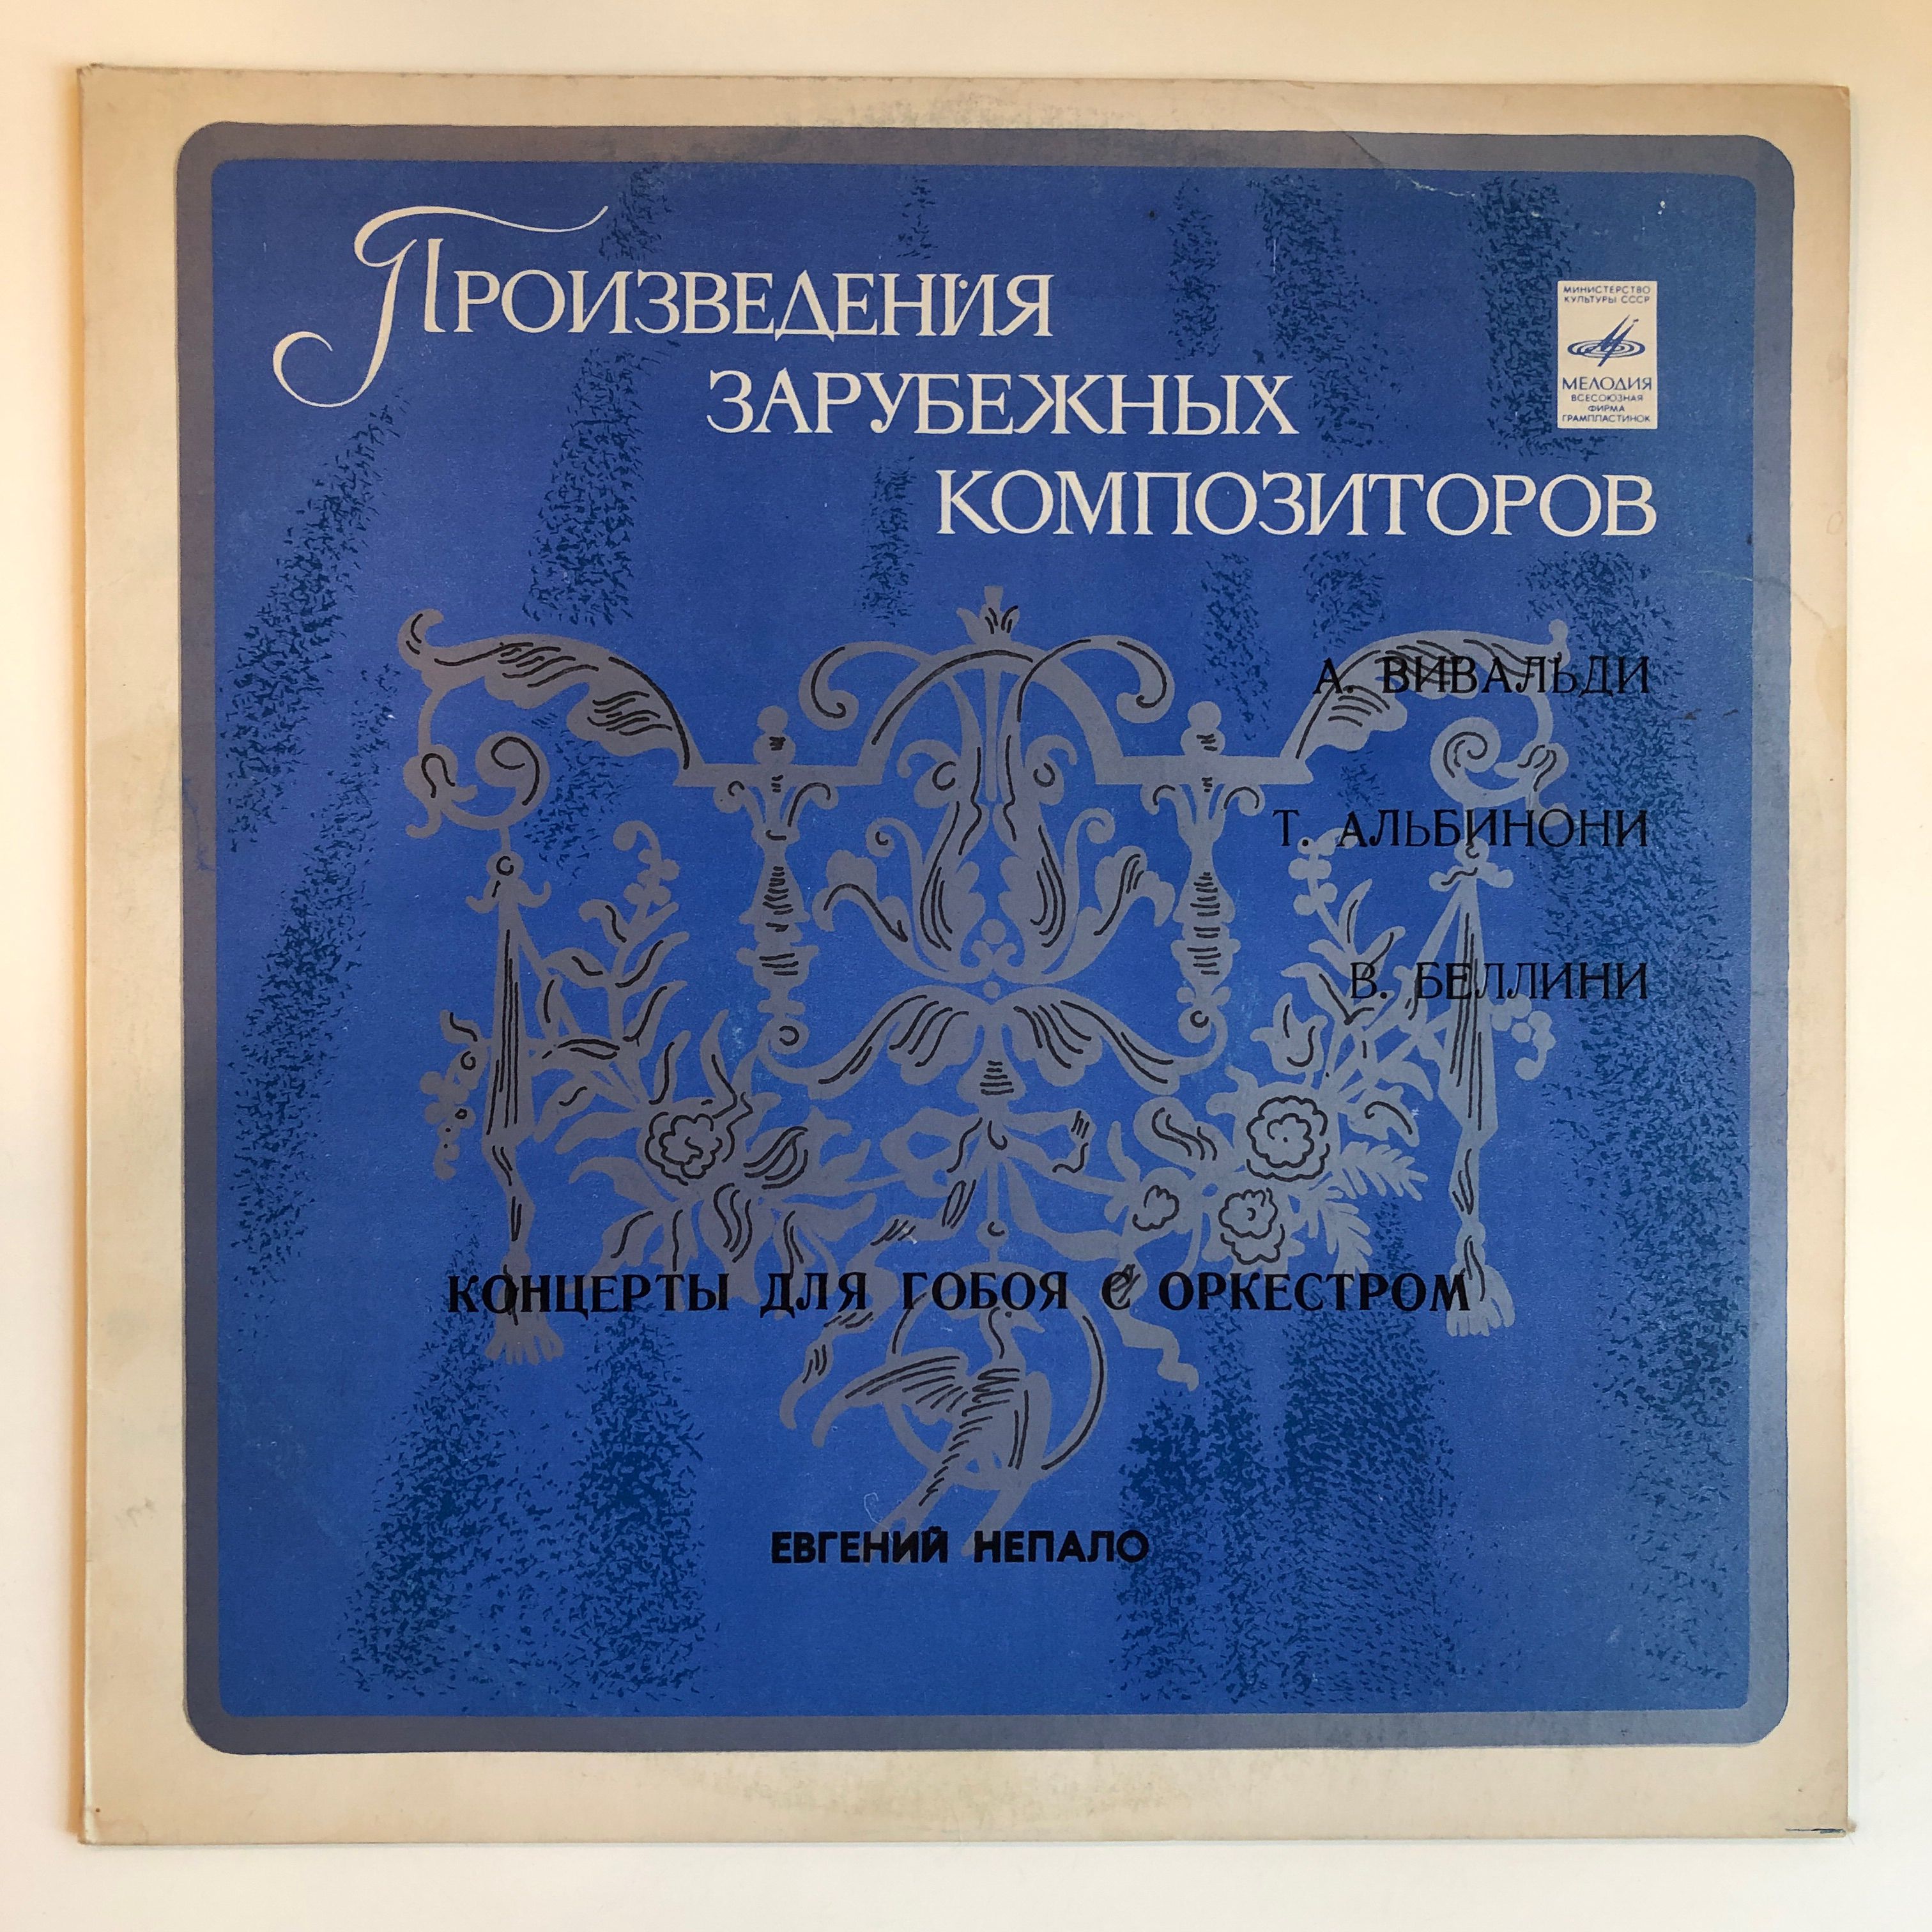 ПРОИЗВЕДЕНИЯ
ЗАРУБЕЖНЫХ
КОМПОЗИТОРОВ
МИНИСТЕРСТВО
КУЛЬТУРЫ СССР
МЕЛОДИЯ
ВСЕСОЮЗНАЯ
ФИРМА
ГРАМПЛАСТИНОК
А. ВИВАЛЬДИ
Т. АЛЬБИНОНИ
В. БЕЛЛИНИ
КОНЦЕРТЫ ДЛЯ ГОБОЯ С ОРКЕСТРОМ
ЕВГЕНИЙ НЕПАЛО